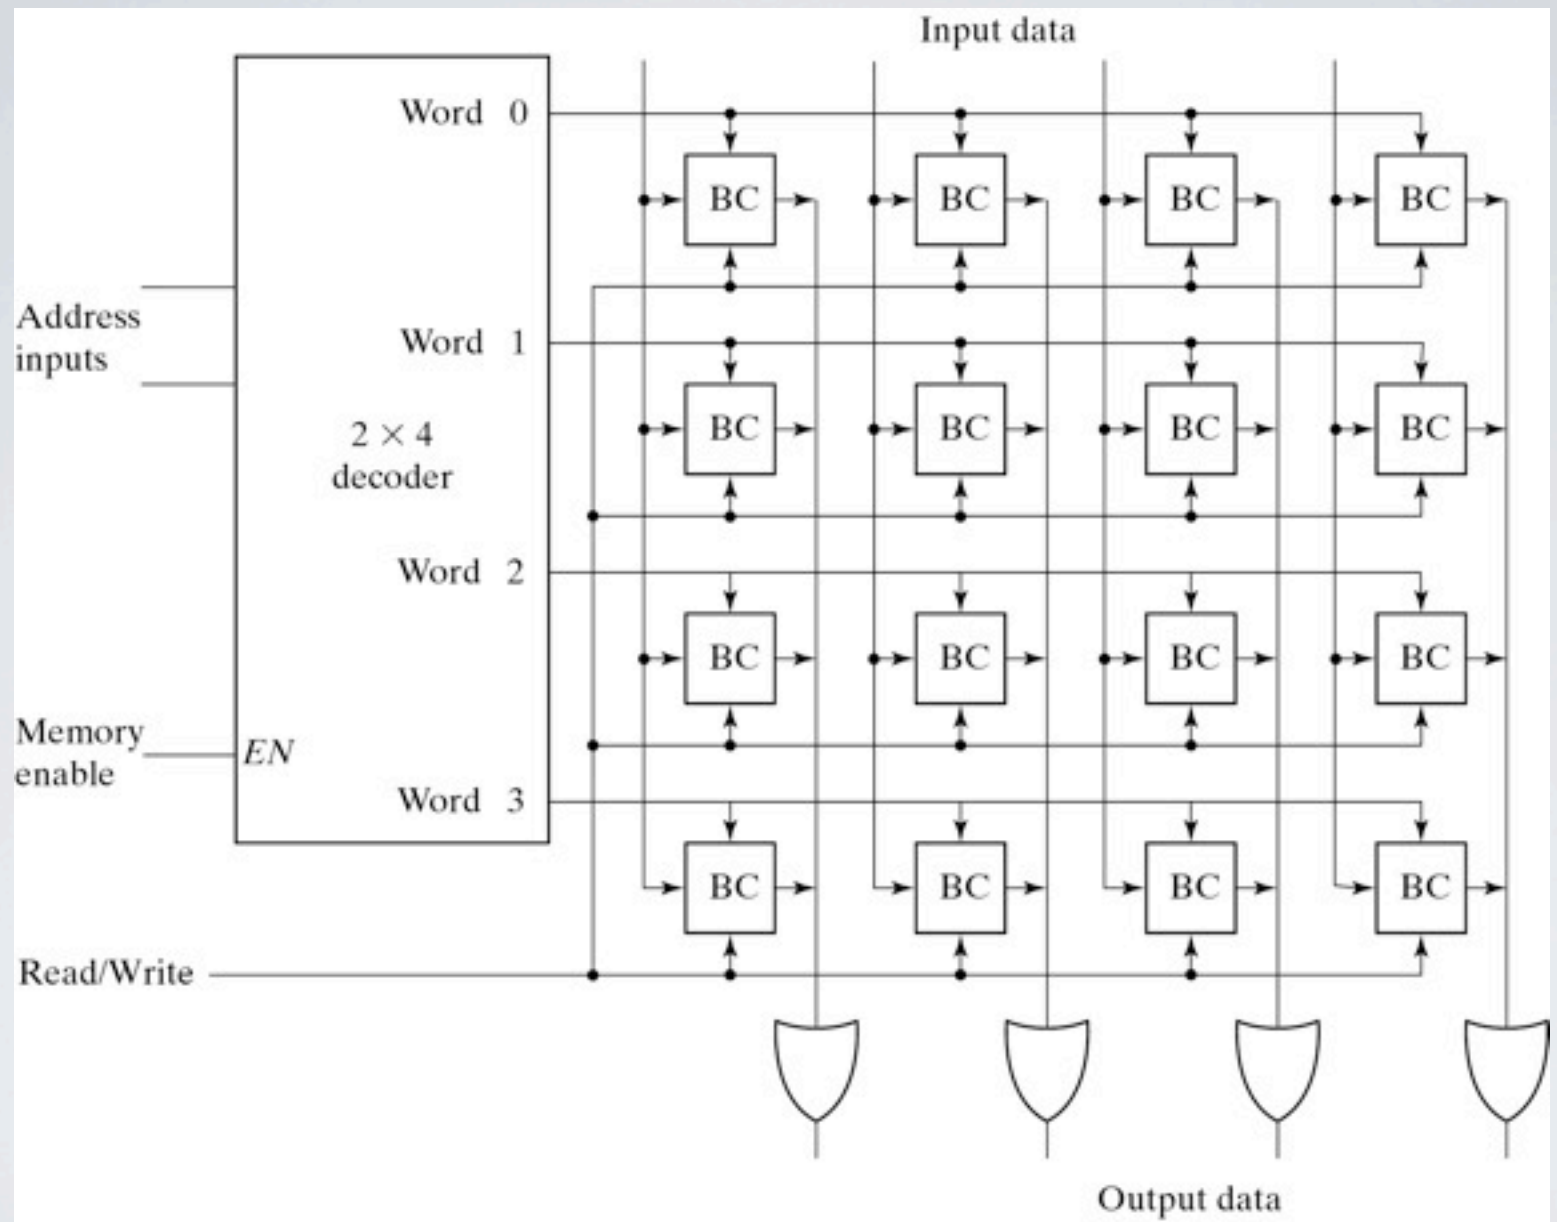 Input data
Word 0
BC BC BC BC
Address
inputs
Word 1
BC BC BC BC
2 × 4
decoder
Word 2
BC BC BC BC
Memory
enable
EN
Word 3
BC BC BC BC
Read/Write
Output data